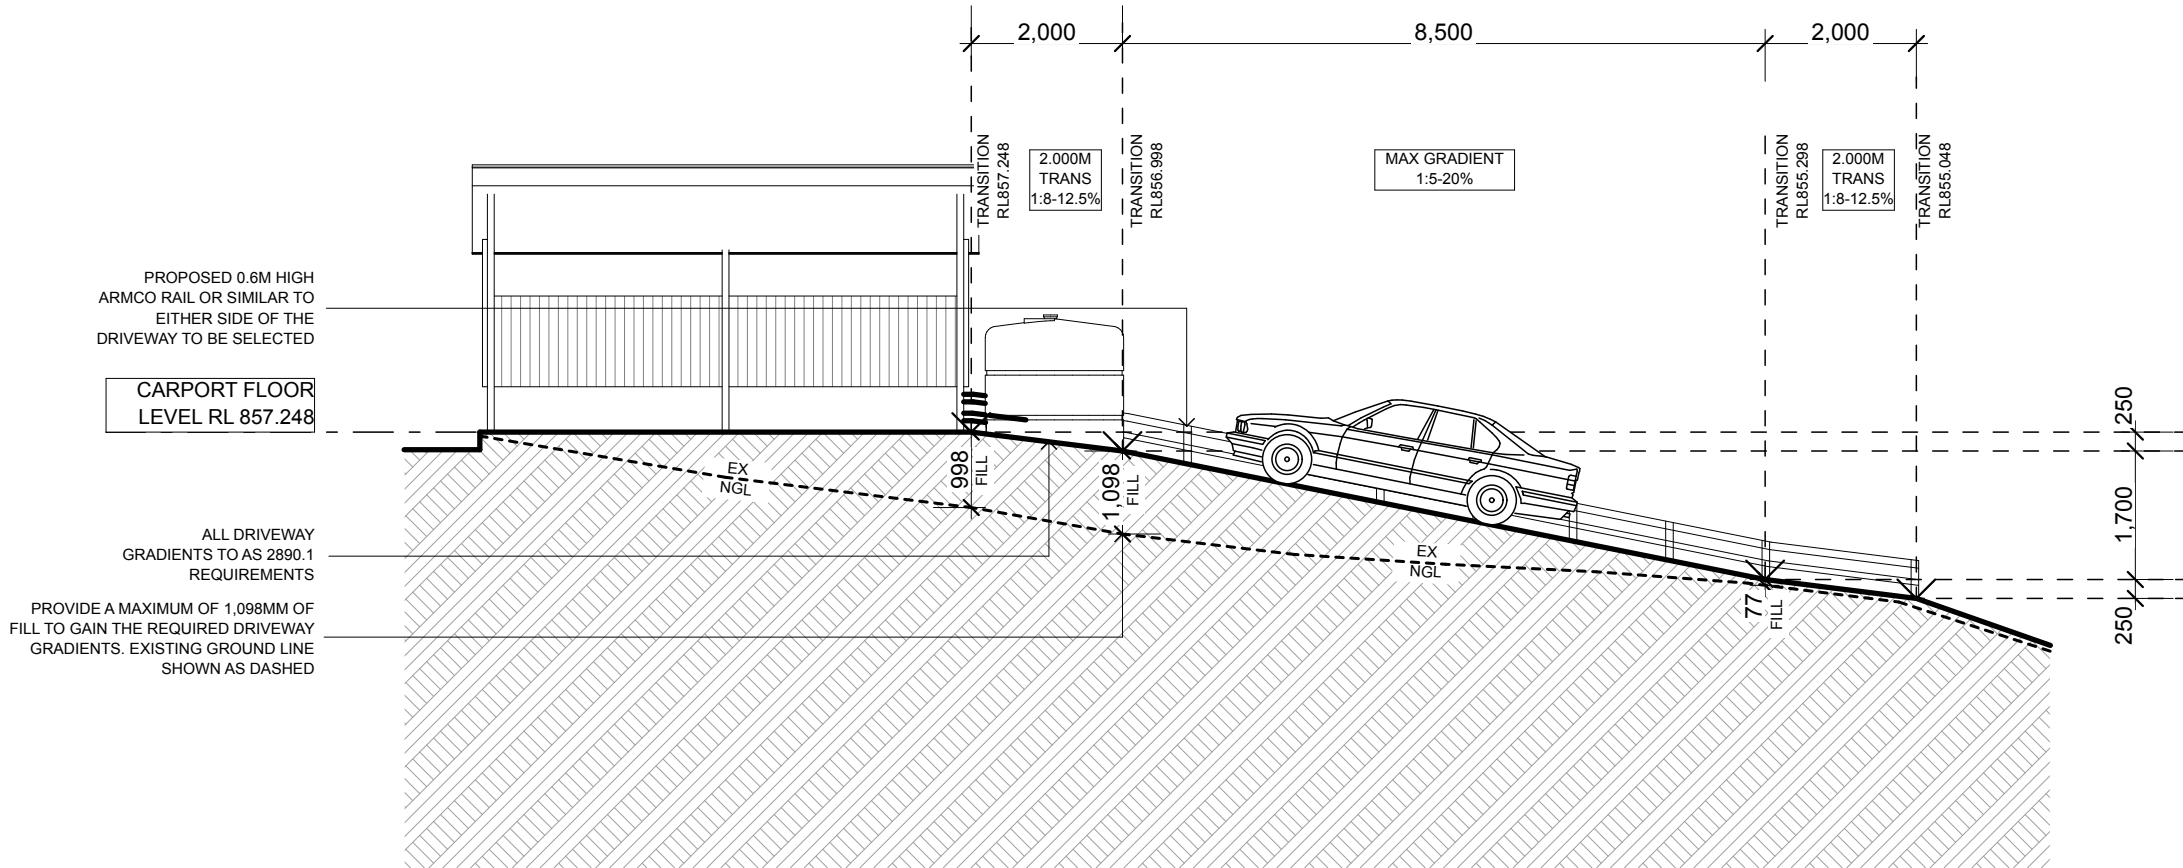 2,000
8,500
2,000
TRANSITION
RL857.248
2.000M
TRANS
1:8-12.5%
TRANSITION
RL856.998
MAX GRADIENT
1:5-20%
TRANSITION
RL855.298
2.000M
TRANS
1:8-12.5%
TRANSITION
RL855.048
PROPOSED 0.6M HIGH
ARMCO RAIL OR SIMILAR TO
EITHER SIDE OF THE
DRIVEWAY TO BE SELECTED
CARPORT FLOOR
LEVEL RL 857.248
EX
NGL
998
FILL
1,098
FILL
EX
NGL
77
FILL
250
1,700
250
ALL DRIVEWAY
GRADIENTS TO AS 2890.1
REQUIREMENTS
PROVIDE A MAXIMUM OF 1,098MM OF
FILL TO GAIN THE REQUIRED DRIVEWAY
GRADIENTS. EXISTING GROUND LINE
SHOWN AS DASHED